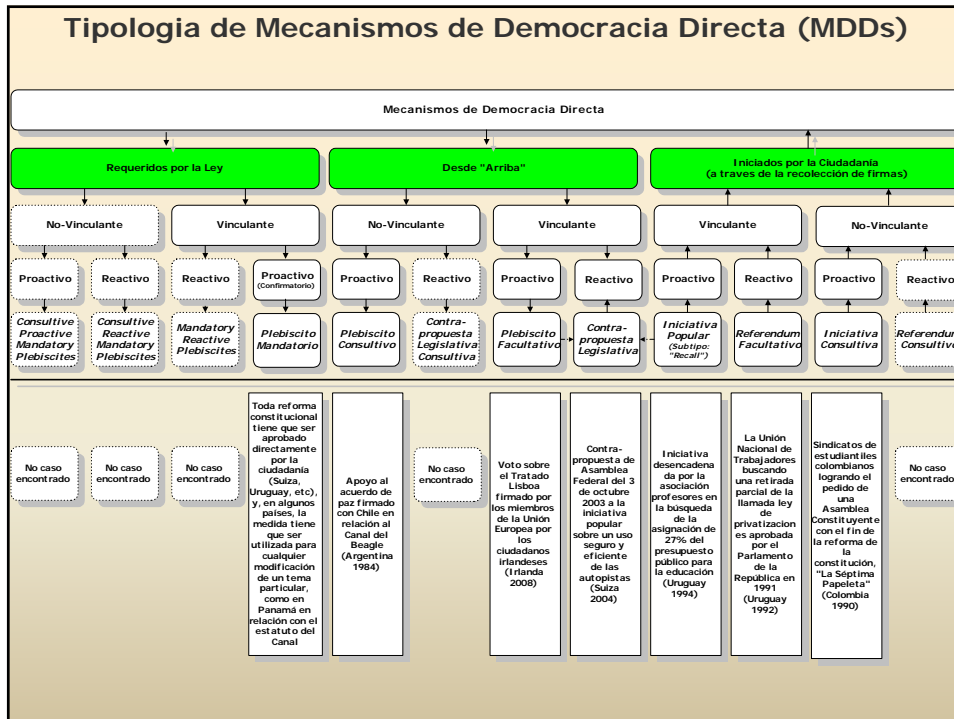 Tipologia de Mecanismos de Democracia Directa (MDDs)
Mecanismos de Democracia Directa
Requeridos por la Ley
Desde "Arriba"
Iniciados por la Ciudadanía
(a traves de la recolección de firmas)
No-Vinculante
Vinculante
No-Vinculante
Vinculante
Vinculante
No-Vinculante
Proactivo
Reactivo
Reactivo
Proactivo
(Confirmatorio)
Proactivo
Reactivo
Proactivo
Reactivo
Proactivo
Reactivo
Proactivo
Reactivo
Consultive
Proactive
Mandatory
Plebiscites
Consultive
Reactive
Mandatory
Plebiscites
Mandatory
Reactive
Plebiscites
Plebiscito
Mandatorio
Plebiscito
Consultivo
Contra-
propuesta
Legislativa
Consultiva
Plebiscito
Facultativo
Contra-
propuesta
Legislativa
Iniciativa
Popular
(Subtipo:
"Recall")
Referendum
Facultativo
Iniciativa
Consultiva
Referendum
Consultivo
No caso
encontrado
No caso
encontrado
No caso
encontrado
Toda reforma
constitucional
tiene que ser
aprobado
directamente
por la
ciudadanía
(Suiza,
Uruguay, etc),
y, en algunos
países, la
medida tiene
que ser
utilizada para
cualquier
modificación
de un tema
particular,
como en
Panamá en
relación con el
estatuto del
Canal
Apoyo al
acuerdo de
paz firmado
con Chile en
relación al
Canal del
Beagle
(Argentina
1984)
No caso
encontrado
Voto sobre
el Tratado
Lisboa
firmado por
los miembros
de la Unión
Europea por
los ciudadanos
irlandeses
(Irlanda
2008)
Contra-
propuesta de
Asamblea
Federal del 3
de octubre
2003 a la
iniciativa
popular
sobre un uso
seguro y
eficiente de
las
autopistas
(Suiza
2004)
Iniciativa
desencadena
da por la
asociación
profesores en
la búsqueda
de la
asignación de
27% del
presupuesto
público para
la educación
(Uruguay
1994)
La Unión
Nacional de
Trabajadores
buscando
una retirada
parcial de la
llamada ley
de
privatizacion
es aprobada
por el
Parlamento
de la
República en
1991
(Uruguay
1992)
Sindicatos de
estudiantiles
colombianos
logrando el
pedido de
una
Asamblea
Constituyente
con el fin de
la reforma de
la
constitución,
"La Séptima
Papeleta"
(Colombia
1990)
No caso
encontrado